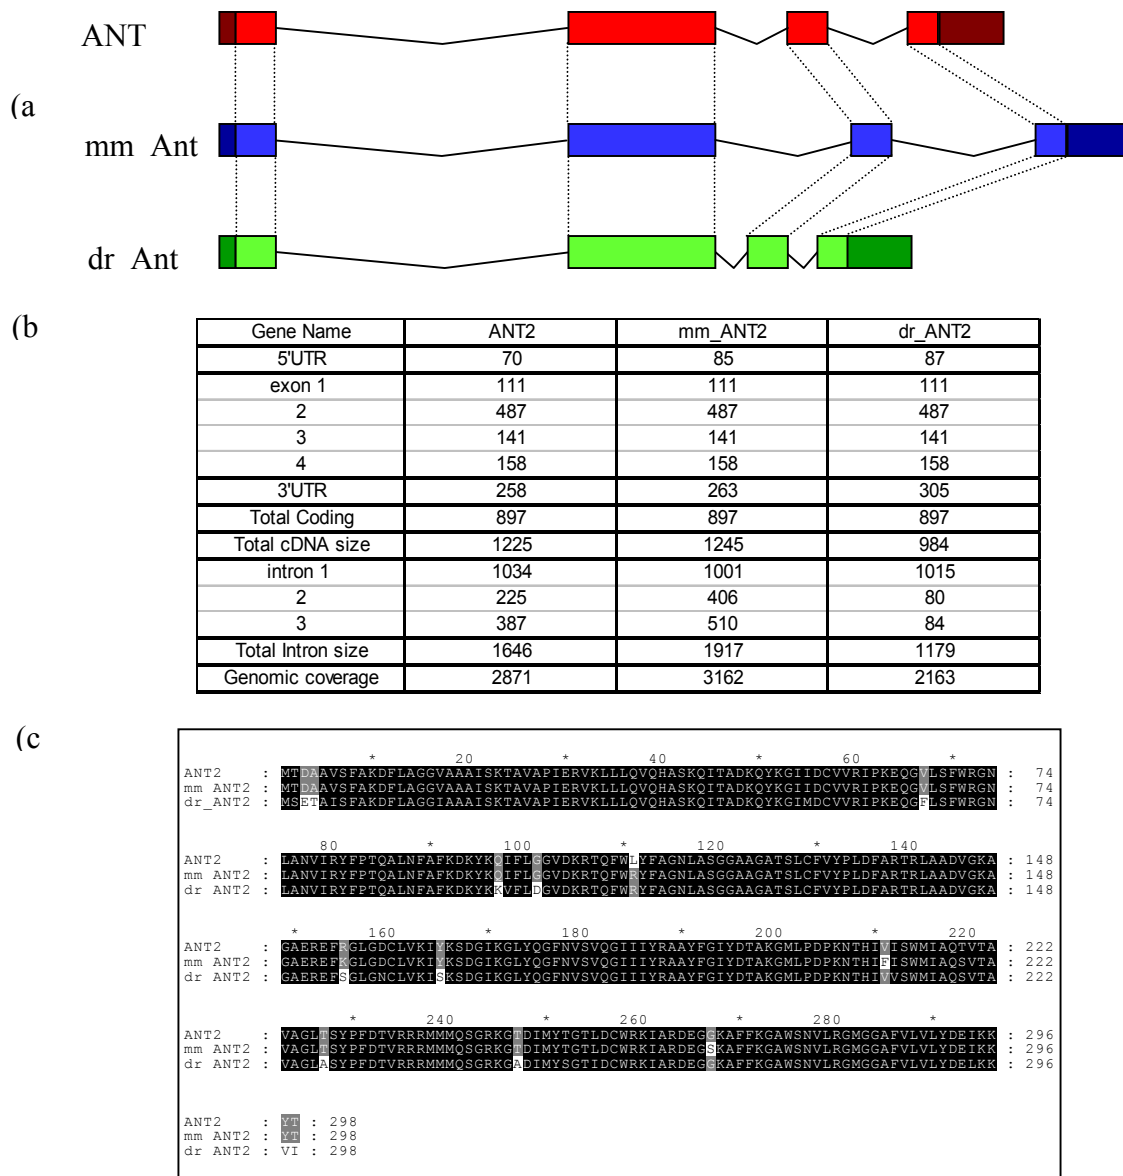 ANT
(a
mm Ant
dr Ant
(b
Gene Name ANT2 mm_ANT2 dr_ANT2
5'UTR 70 85 87
exon 1 111 111 111
2 487 487 487
3 141 141 141
4 158 158 158
3'UTR 258 263 305
Total Coding 897 897 897
Total cDNA size 1225 1245 984
intron 1 1034 1001 1015
2 225 406 80
3 387 510 84
Total Intron size 1646 1917 1179
Genomic coverage 2871 3162 2163
(c
* 20 * 40 * 60 *
ANT2 : MTDAAVSFAKDFLAGGVAAAISKTAVAPIERVKLLLQVQHASKQITADKQYKGIIDCVVRIPKEQGVLSFWRGN : 74
mm ANT2 : MTDAAVSFAKDFLAGGVAAAISKTAVAPIERVKLLLQVQHASKQITADKQYKGIIDCVVRIPKEQGVLSFWRGN : 74
dr_ANT2 : MSETAISFAKDFLAGGIAAAISKTAVAPIERVKLLLQVQHASKQITADKQYKGIMDCVVRIPKEQGFLSFWRGN : 74
80 * 100 * 120 * 140
ANT2 : LANVIRYFPTQALNFAFKDKYKQIFLGGVDKRTQFWLYFAGNLASGGAAGATSLCFVYPLDFARTRLAADVGKA : 148
mm ANT2 : LANVIRYFPTQALNFAFKDKYKQIFLGGVDKRTQFWRYFAGNLASGGAAGATSLCFVYPLDFARTRLAADVGKA : 148
dr ANT2 : LANVIRYFPTQALNFAFKDKYKKVFLDGVDKRTQFWRYFAGNLASGGAAGATSLCFVYPLDFARTRLAADVGKA : 148
* 160 * 180 * 200 * 220
ANT2 : GAEREFRGLGDCLVKIYKSDGIKGLYQGFNVSVQGIIIYRAAYFGIYDTAKGMLPDPKNTHIVISWMIAQTVTA : 222
mm ANT2 : GAEREFKGLGDCLVKIYKSDGIKGLYQGFNVSVQGIIIYRAAYFGIYDTAKGMLPDPKNTHIFISWMIAQSVTA : 222
dr ANT2 : GAEREFSGLGNCLVKISKSDGIKGLYQGFNVSVQGIIIYRAAYFGIYDTAKGMLPDPKNTHIVVSWMIAQSVTA : 222
* 240 * 260 * 280 *
ANT2 : VAGLTSYPFDTVRRRMMMQSGRKGTDIMYTGTLDCWRKIARDEGGKAFFKGAWSNVLRGMGGAFVLVLYDEIKK : 296
mm ANT2 : VAGLTSYPFDTVRRRMMMQSGRKGTDIMYTGTLDCWRKIARDEGSKAFFKGAWSNVLRGMGGAFVLVLYDEIKK : 296
dr ANT2 : VAGLASYPFDTVRRRMMMQSGRKGADIMYSGTIDCWRKIARDEGGKAFFKGAWSNVLRGMGGAFVLVLYDELKK : 296
ANT2 : YT : 298
mm ANT2 : YT : 298
dr ANT2 : VI : 298